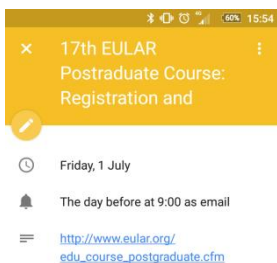 60% 15:54
17th EULAR
Postraduate Course:
Registration and
Friday, 1 July
The day before at 9:00 as email
http://www.eular.org/
edu_course_postgraduate.cfm